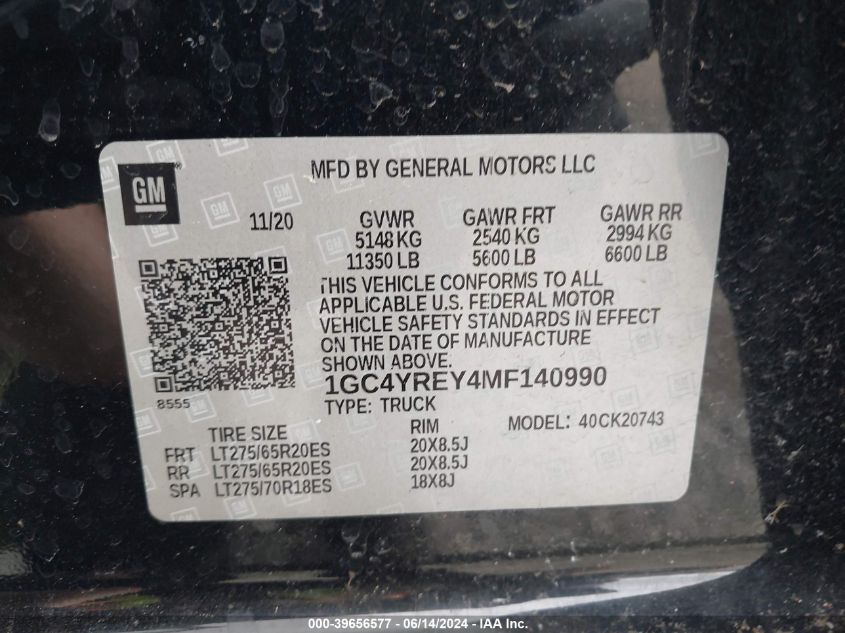 GM
MFD BY GENERAL MOTORS LLC
11/20 GVWR GAWR FRT GAWR RR
5148 KG 2540 KG 2994 KG
11350 LB 5600 LB 6600 LB
THIS VEHICLE CONFORMS TO ALL
APPLICABLE U.S. FEDERAL MOTOR
VEHICLE SAFETY STANDARDS IN EFFECT
ON THE DATE OF MANUFACTURE
SHOWN ABOVE.
8555
1GC4YREY4MF140990
TYPE: TRUCK MODEL: 40CK20743
TIRE SIZE RIM
FRT LT275/65R20ES 20X8.5J
RR LT275/65R20ES 20X8.5J
SPA LT275/70R18ES 18X8J
000-39656577 - 06/14/2024 - IAAI.com